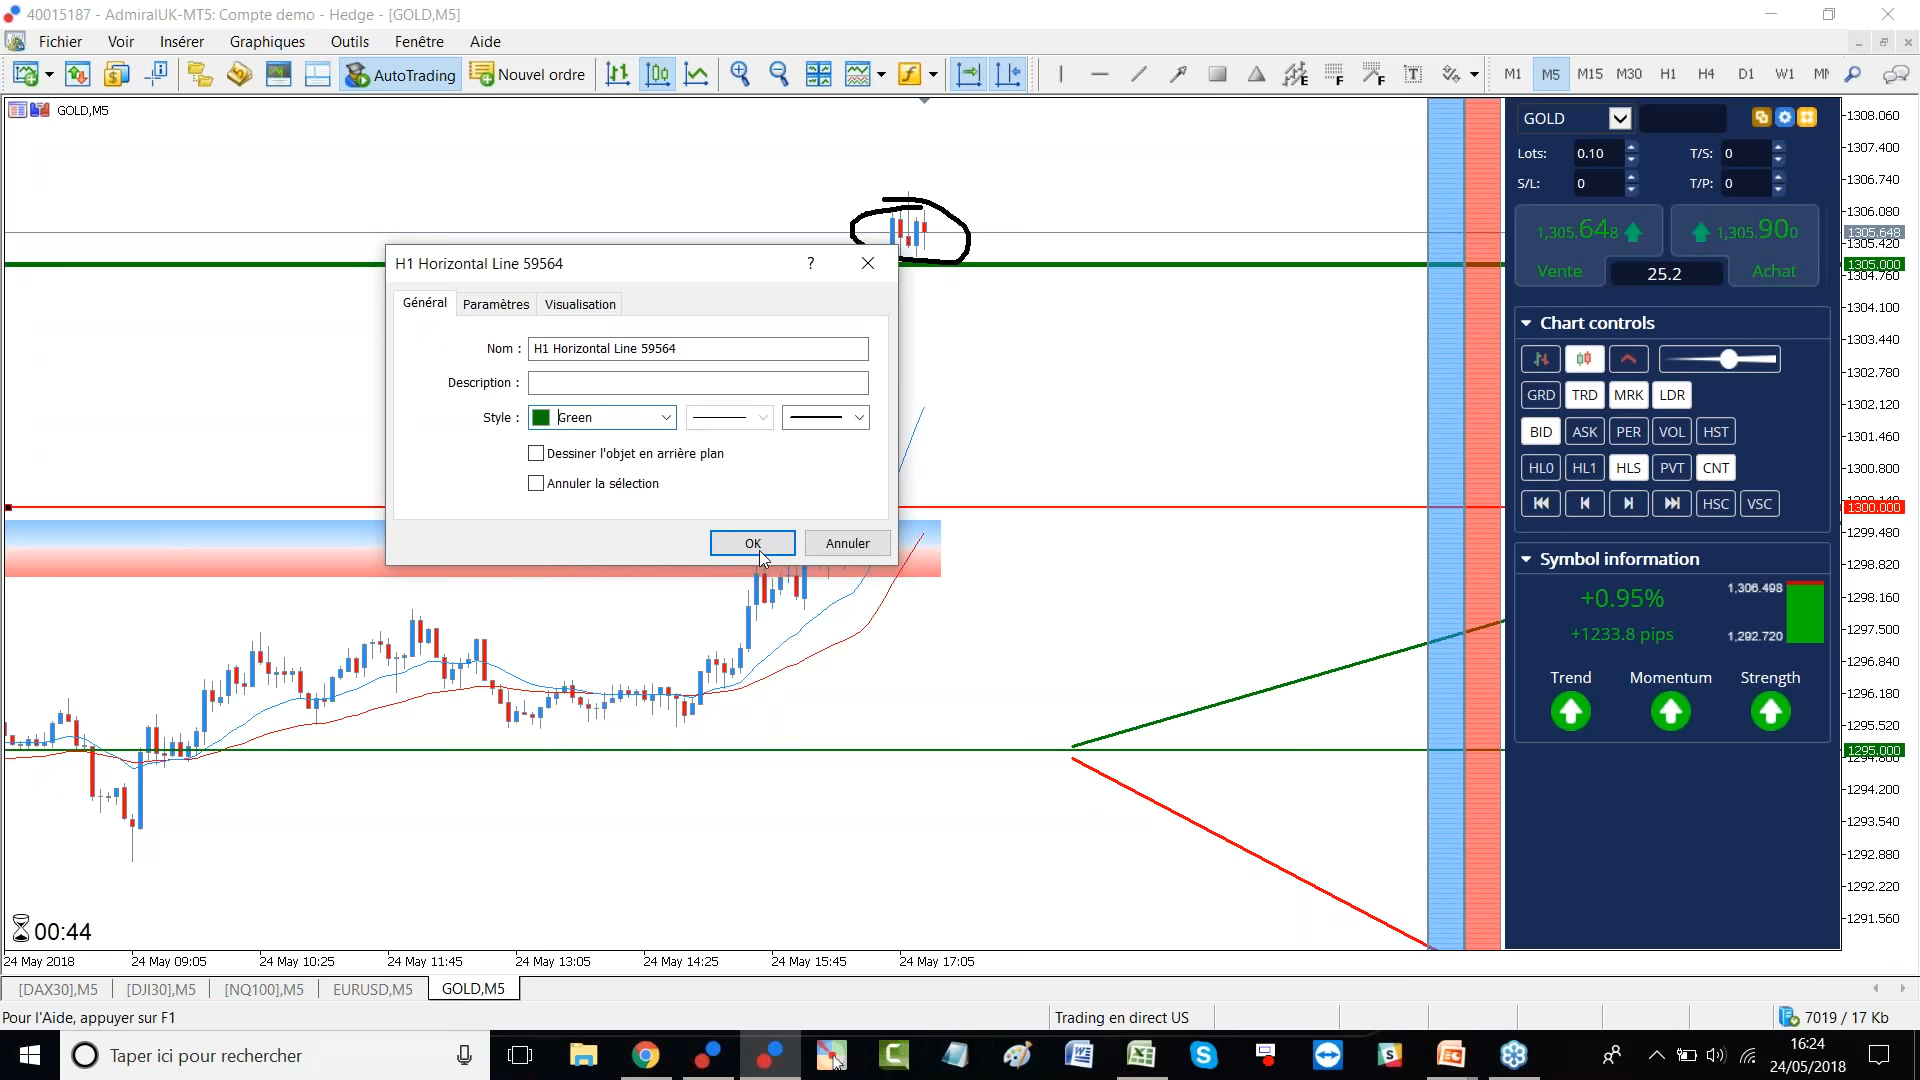 40015187 - AdmiralUK-MT5: Compte demo - Hedge - [GOLD,M5]
Fichier Voir Insérer Graphiques Outils Fenêtre Aide
AutoTrading Nouvel ordre E F F T M1 M5 M15 M30 H1 H4 D1 W1
GOLD,M5
GOLD
Lots: 0.10 T/S: 0
S/L: 0 T/P: 0
1,305.648 1,305.900
Vente 25.2 Achat
Chart controls
GRD TRD MRK LDR
BID ASK PER VOL HST
HL0 HL1 HLS PVT CNT
HSC VSC
Symbol information
+0.95%
+1233.8 pips
1,306.498
1,292.720
Trend Momentum Strength
H1 Horizontal Line 59564 ?
Général Paramètres Visualisation
Nom : H1 Horizontal Line 59564
Description :
Style : Green
Dessiner l'objet en arrière plan
Annuler la sélection
OK Annuler
1308.060
1307.400
1306.740
1306.080
1305.648
1305.420
1305.000
1304.760
1304.100
1303.440
1302.780
1302.120
1301.460
1300.800
1300.000
1299.480
1298.820
1298.160
1297.500
1296.840
1296.180
1295.520
1295.000
1294.860
1294.200
1293.540
1292.880
1292.220
1291.560
00:44
24 May 2018 24 May 09:05 24 May 10:25 24 May 11:45 24 May 13:05 24 May 14:25 24 May 15:45 24 May 17:05
[DAX30],M5 [DJI30],M5 [NQ100],M5 EURUSD,M5 GOLD,M5
Pour l'Aide, appuyer sur F1 Trading en direct US 7019 / 17 Kb
Taper ici pour rechercher
16:24
24/05/2018